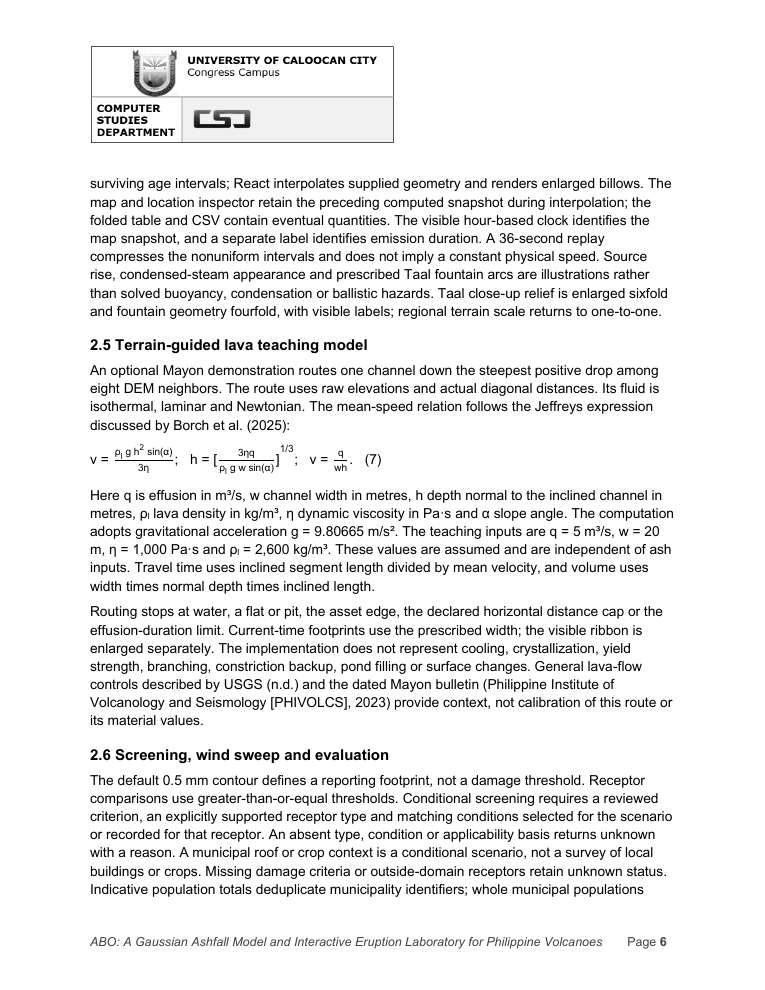 UNIVERSITY OF CALOOCAN CITY
Congress Campus
COMPUTER
STUDIES
DEPARTMENT
CSD
surviving age intervals; React interpolates supplied geometry and renders enlarged billows. The
map and location inspector retain the preceding computed snapshot during interpolation; the
folded table and CSV contain eventual quantities. The visible hour-based clock identifies the
map snapshot, and a separate label identifies emission duration. A 36-second replay
compresses the nonuniform intervals and does not imply a constant physical speed. Source
rise, condensed-steam appearance and prescribed Taal fountain arcs are illustrations rather
than solved buoyancy, condensation or ballistic hazards. Taal close-up relief is enlarged sixfold
and fountain geometry fourfold, with visible labels; regional terrain scale returns to one-to-one.
2.5 Terrain-guided lava teaching model
An optional Mayon demonstration routes one channel down the steepest positive drop among
eight DEM neighbors. The route uses raw elevations and actual diagonal distances. Its fluid is
isothermal, laminar and Newtonian. The mean-speed relation follows the Jeffreys expression
discussed by Borch et al. (2025):
v = ρₗ g h² sin(α) / 3η; h = [3ηq / ρₗ g w sin(α)]^1/3; v = q / wh. (7)
Here q is effusion in m³/s, w channel width in metres, h depth normal to the inclined channel in
metres, ρₗ lava density in kg/m³, η dynamic viscosity in Pa·s and α slope angle. The computation
adopts gravitational acceleration g = 9.80665 m/s². The teaching inputs are q = 5 m³/s, w = 20
m, η = 1,000 Pa·s and ρₗ = 2,600 kg/m³. These values are assumed and are independent of ash
inputs. Travel time uses inclined segment length divided by mean velocity, and volume uses
width times normal depth times inclined length.
Routing stops at water, a flat or pit, the asset edge, the declared horizontal distance cap or the
effusion-duration limit. Current-time footprints use the prescribed width; the visible ribbon is
enlarged separately. The implementation does not represent cooling, crystallization, yield
strength, branching, constriction backup, pond filling or surface changes. General lava-flow
controls described by USGS (n.d.) and the dated Mayon bulletin (Philippine Institute of
Volcanology and Seismology [PHIVOLCS], 2023) provide context, not calibration of this route or
its material values.
2.6 Screening, wind sweep and evaluation
The default 0.5 mm contour defines a reporting footprint, not a damage threshold. Receptor
comparisons use greater-than-or-equal thresholds. Conditional screening requires a reviewed
criterion, an explicitly supported receptor type and matching conditions selected for the scenario
or recorded for that receptor. An absent type, condition or applicability basis returns unknown
with a reason. A municipal roof or crop context is a conditional scenario, not a survey of local
buildings or crops. Missing damage criteria or outside-domain receptors retain unknown status.
Indicative population totals deduplicate municipality identifiers; whole municipal populations
ABO: A Gaussian Ashfall Model and Interactive Eruption Laboratory for Philippine Volcanoes Page 6